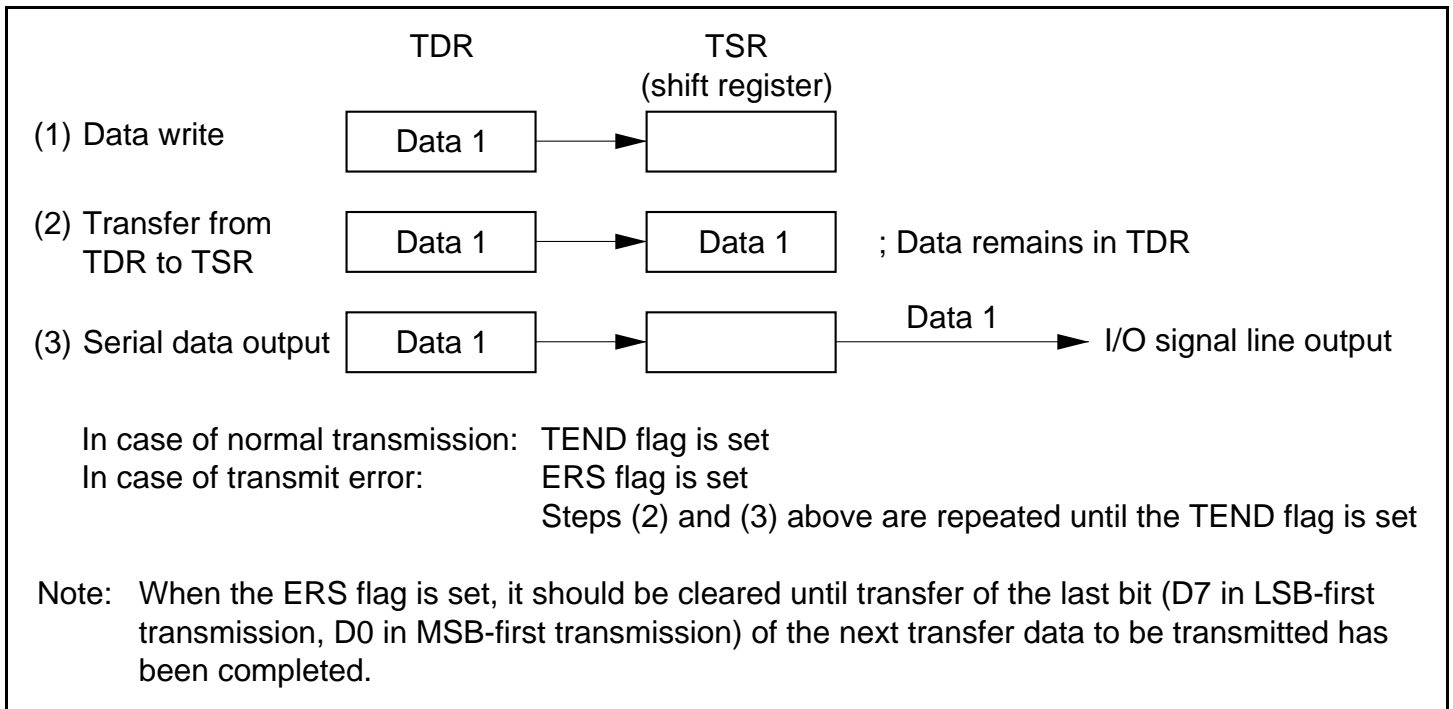 TDR TSR
(shift register)
(1) Data write Data 1
(2) Transfer from
TDR to TSR Data 1 Data 1 ; Data remains in TDR
(3) Serial data output Data 1 Data 1 I/O signal line output
In case of normal transmission: TEND flag is set
In case of transmit error: ERS flag is set
Steps (2) and (3) above are repeated until the TEND flag is set
Note: When the ERS flag is set, it should be cleared until transfer of the last bit (D7 in LSB-first
transmission, D0 in MSB-first transmission) of the next transfer data to be transmitted has
been completed.